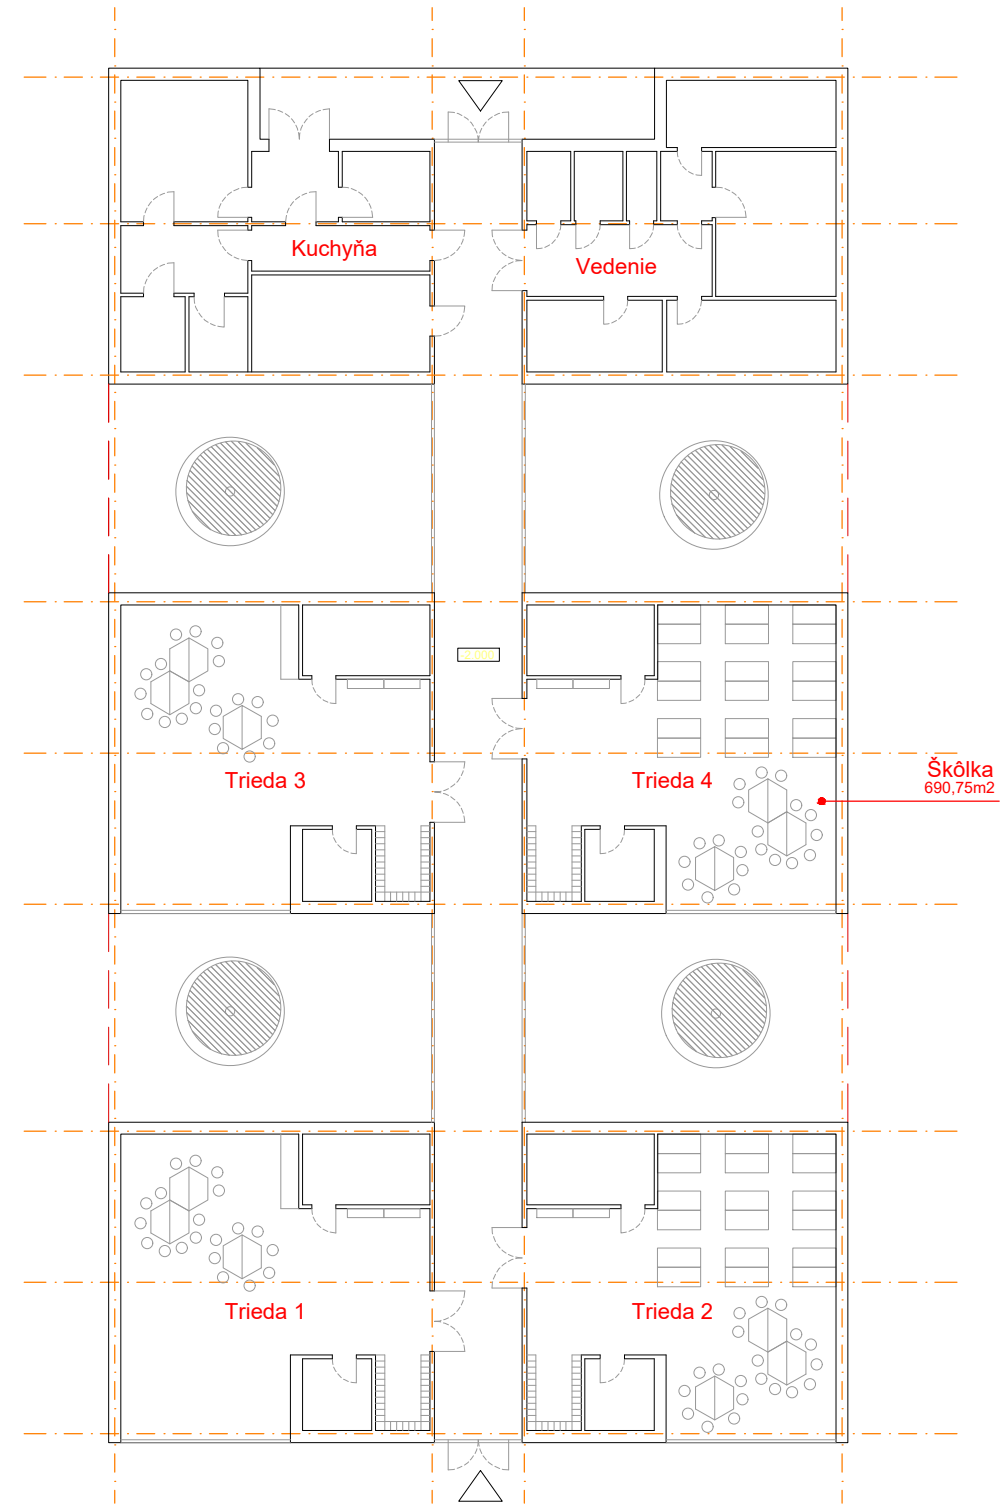 Kuchyňa
Vedenie
Trieda 3
Trieda 4
Škôlka
690,75m2
Trieda 1
Trieda 2